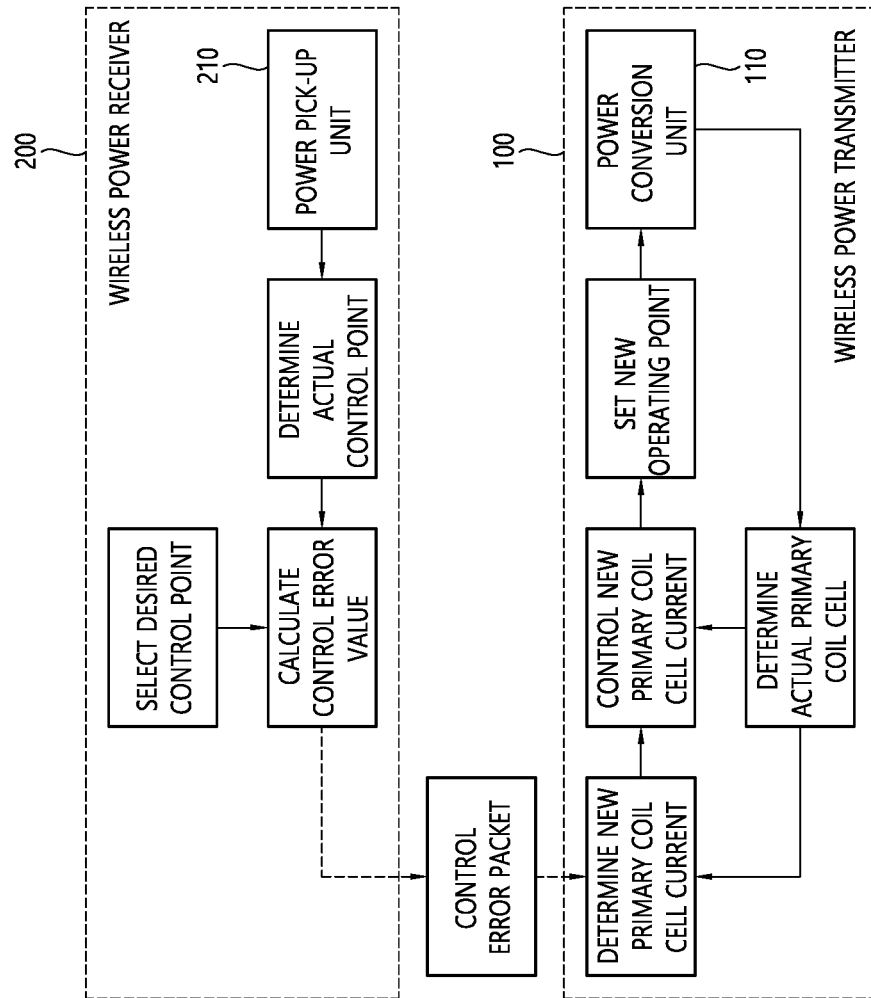 200
WIRELESS POWER RECEIVER
SELECT DESIRED
CONTROL POINT
CALCULATE
CONTROL ERROR
VALUE
DETERMINE
ACTUAL
CONTROL POINT
POWER PICK-UP
UNIT
210
CONTROL
ERROR PACKET
100
DETERMINE NEW
PRIMARY COIL
CELL CURRENT
CONTROL NEW
PRIMARY COIL
CELL CURRENT
SET NEW
OPERATING POINT
POWER
CONVERSION
UNIT
110
DETERMINE
ACTUAL PRIMARY
COIL CELL
WIRELESS POWER TRANSMITTER